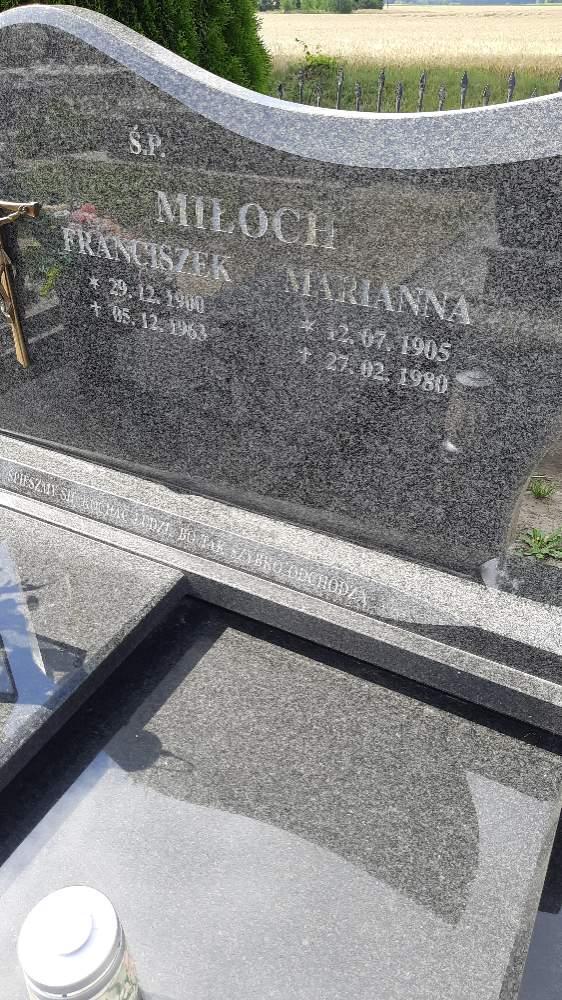 Ś.P.
MIŁOCH
FRANCISZEK
* 29. 12. 1900
† 05. 12. 1963
MARIANNA
* 12. 07. 1905
† 27. 02. 1980
ŚPIESZMY SIĘ KOCHAĆ LUDZI, BO TAK SZYBKO ODCHODZĄ